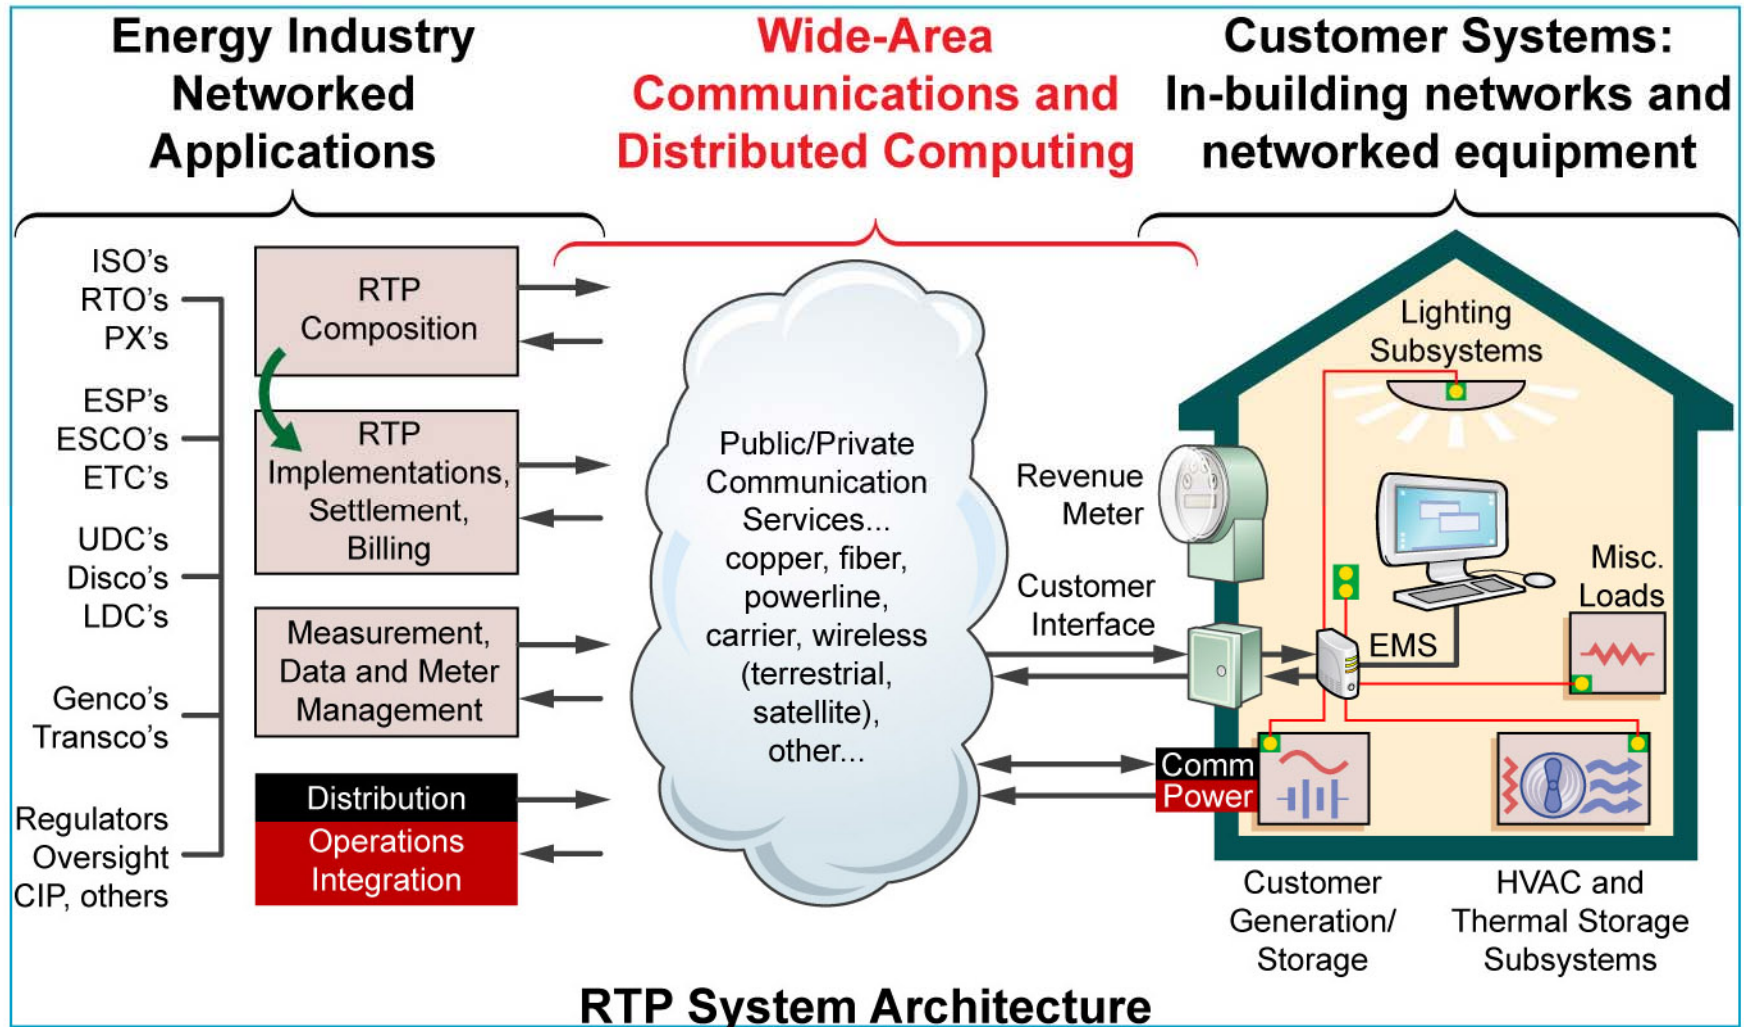 Energy Industry
Networked
Applications
Wide-Area
Communications and
Distributed Computing
Customer Systems:
In-building networks and
networked equipment
ISO’s
RTO’s
PX’s
ESP’s
ESCO’s
ETC’s
UDC’s
Disco’s
LDC’s
Genco’s
Transco’s
Regulators
Oversight
CIP, others
RTP
Composition
RTP
Implementations,
Settlement,
Billing
Measurement,
Data and Meter
Management
Distribution
Operations
Integration
Public/Private
Communication
Services...
copper, fiber,
powerline,
carrier, wireless
(terrestrial,
satellite),
other...
Revenue
Meter
Customer
Interface
Comm
Power
Lighting
Subsystems
EMS
Misc.
Loads
Customer
Generation/
Storage
HVAC and
Thermal Storage
Subsystems
RTP System Architecture